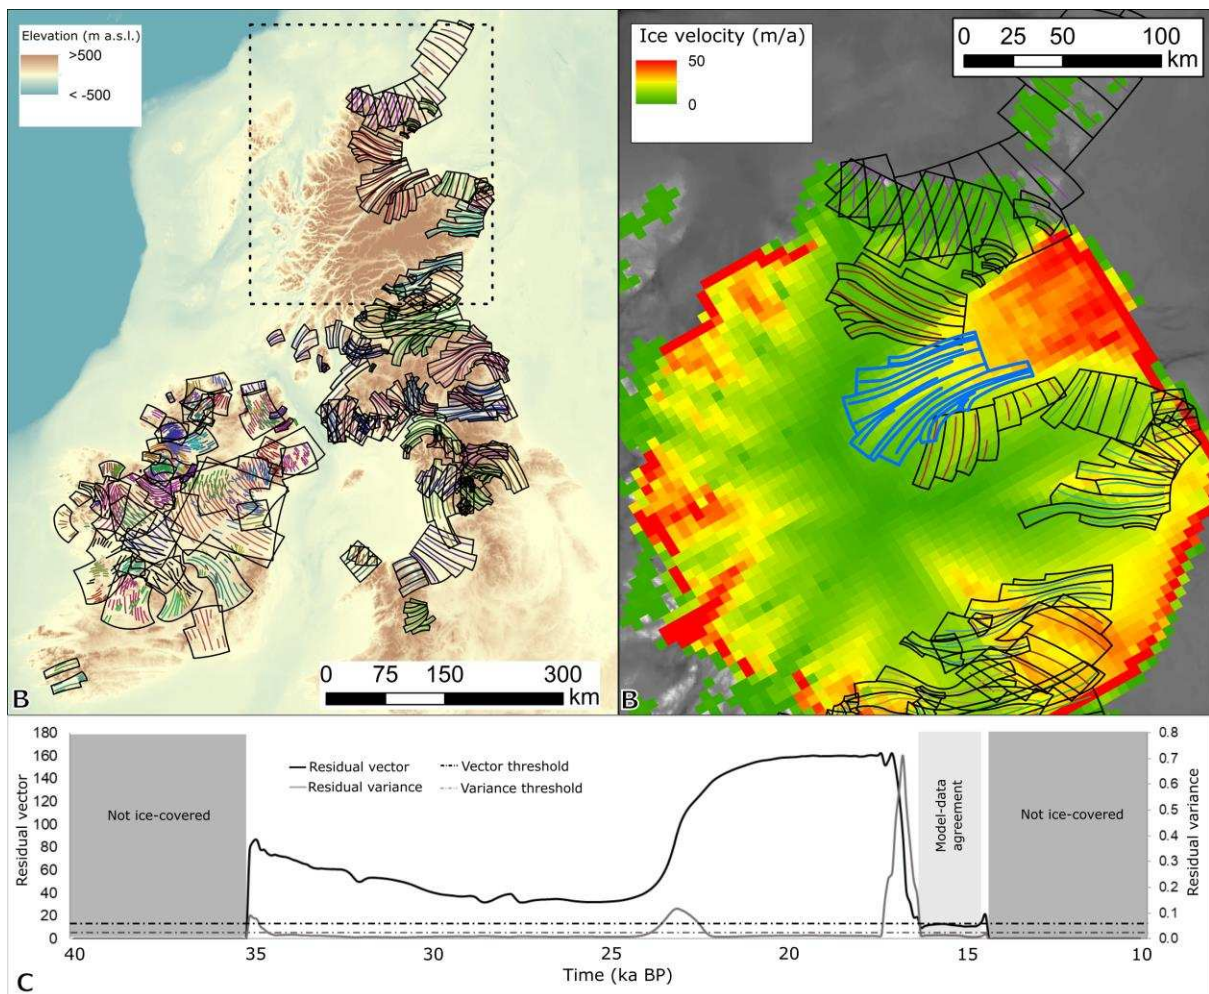 Elevation (m a.s.l.)
>500
< -500
0 75 150 300
km
B
Ice velocity (m/a)
50
0
0 25 50 100
km
B
180
160
140
120
100
80
60
40
20
0
Residual vector
Not ice-covered
Residual vector
Residual variance
Vector threshold
Variance threshold
Model-data
agreement
Not ice-covered
0.8
0.7
0.6
0.5
0.4
0.3
0.2
0.1
0.0
Residual variance
40 35 30 25 20 15 10
Time (ka BP)
C